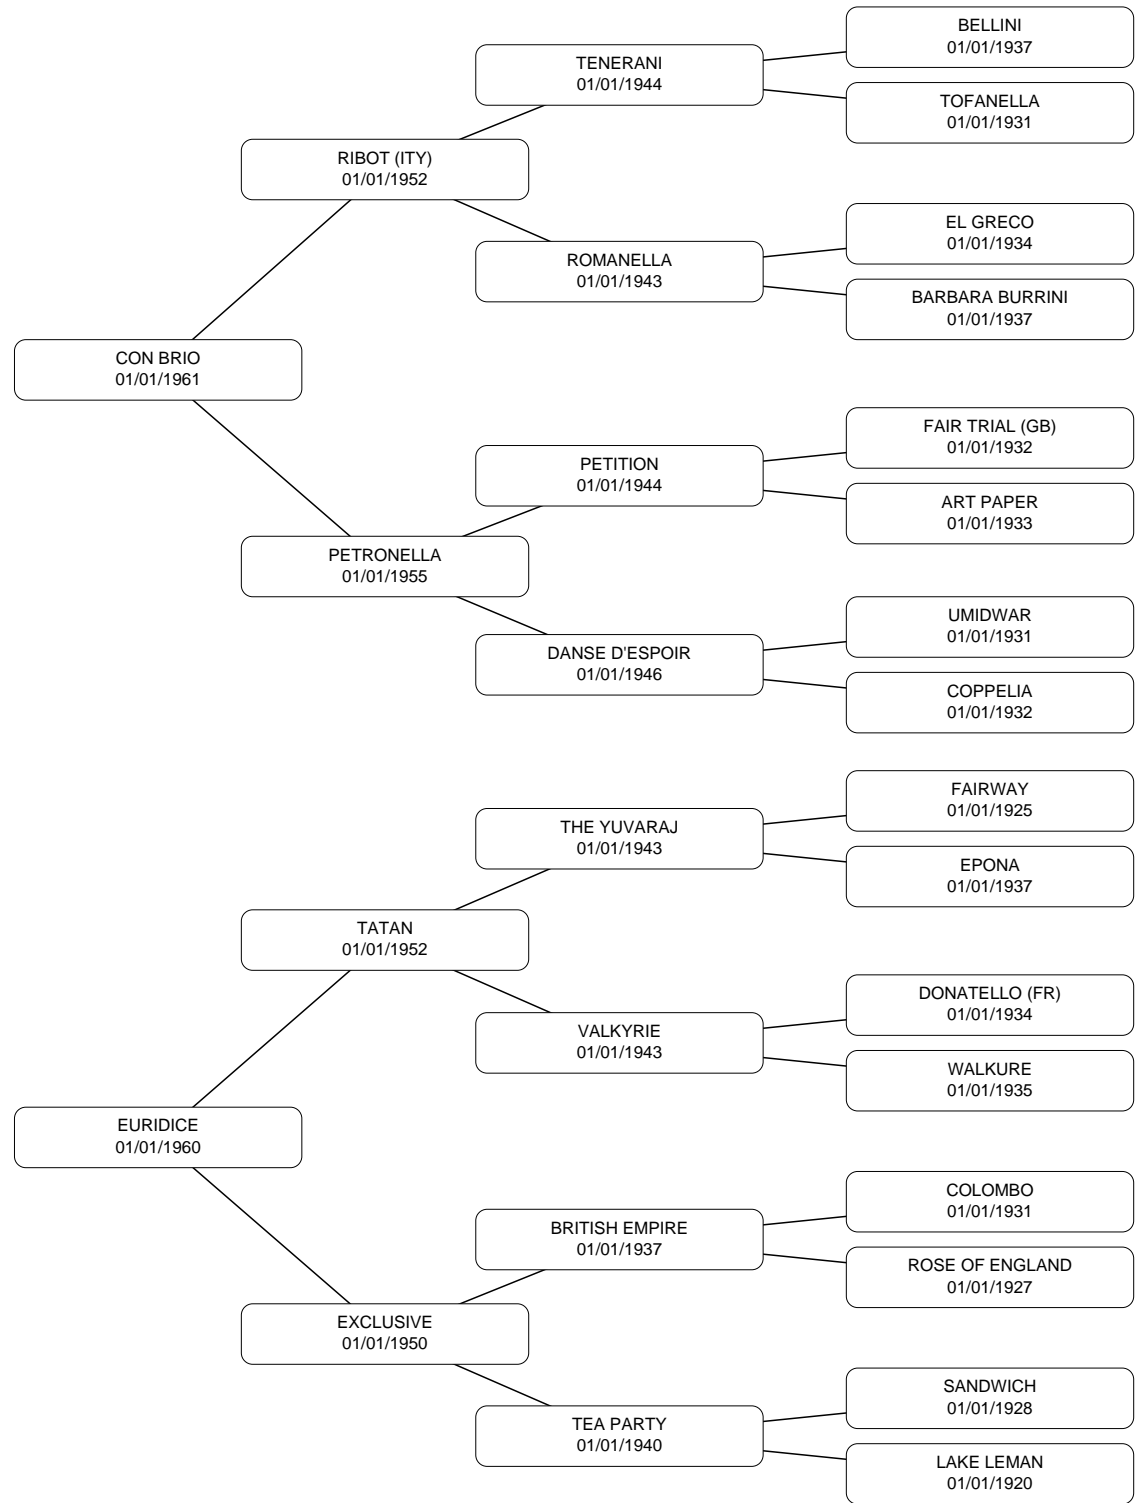 BELLINI
01/01/1937
TENERANI
01/01/1944
TOFANELLA
01/01/1931
RIBOT (ITY)
01/01/1952
EL GRECO
01/01/1934
ROMANELLA
01/01/1943
BARBARA BURRINI
01/01/1937
CON BRIO
01/01/1961
FAIR TRIAL (GB)
01/01/1932
PETITION
01/01/1944
ART PAPER
01/01/1933
PETRONELLA
01/01/1955
UMIDWAR
01/01/1931
DANSE D'ESPOIR
01/01/1946
COPPELIA
01/01/1932
FAIRWAY
01/01/1925
THE YUVARAJ
01/01/1943
EPONA
01/01/1937
TATAN
01/01/1952
DONATELLO (FR)
01/01/1934
VALKYRIE
01/01/1943
WALKURE
01/01/1935
EURIDICE
01/01/1960
COLOMBO
01/01/1931
BRITISH EMPIRE
01/01/1937
ROSE OF ENGLAND
01/01/1927
EXCLUSIVE
01/01/1950
SANDWICH
01/01/1928
TEA PARTY
01/01/1940
LAKE LEMAN
01/01/1920